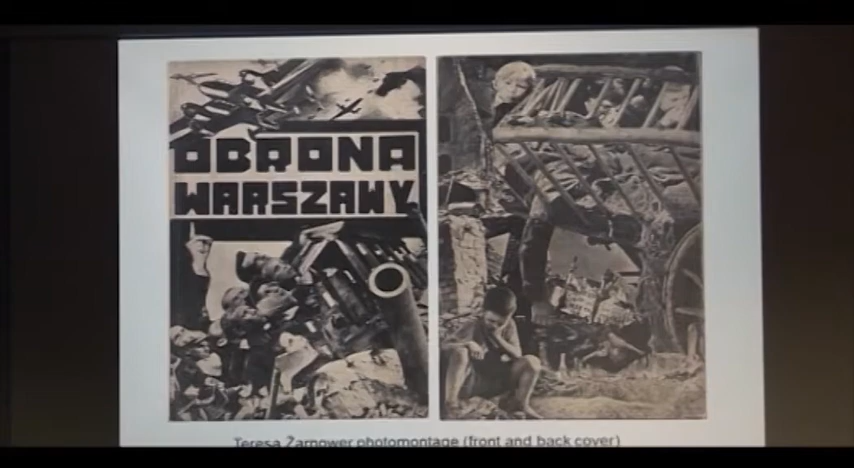 OBRONA
WARSZAWY
Teresa Żarnower photomontage (front and back cover)